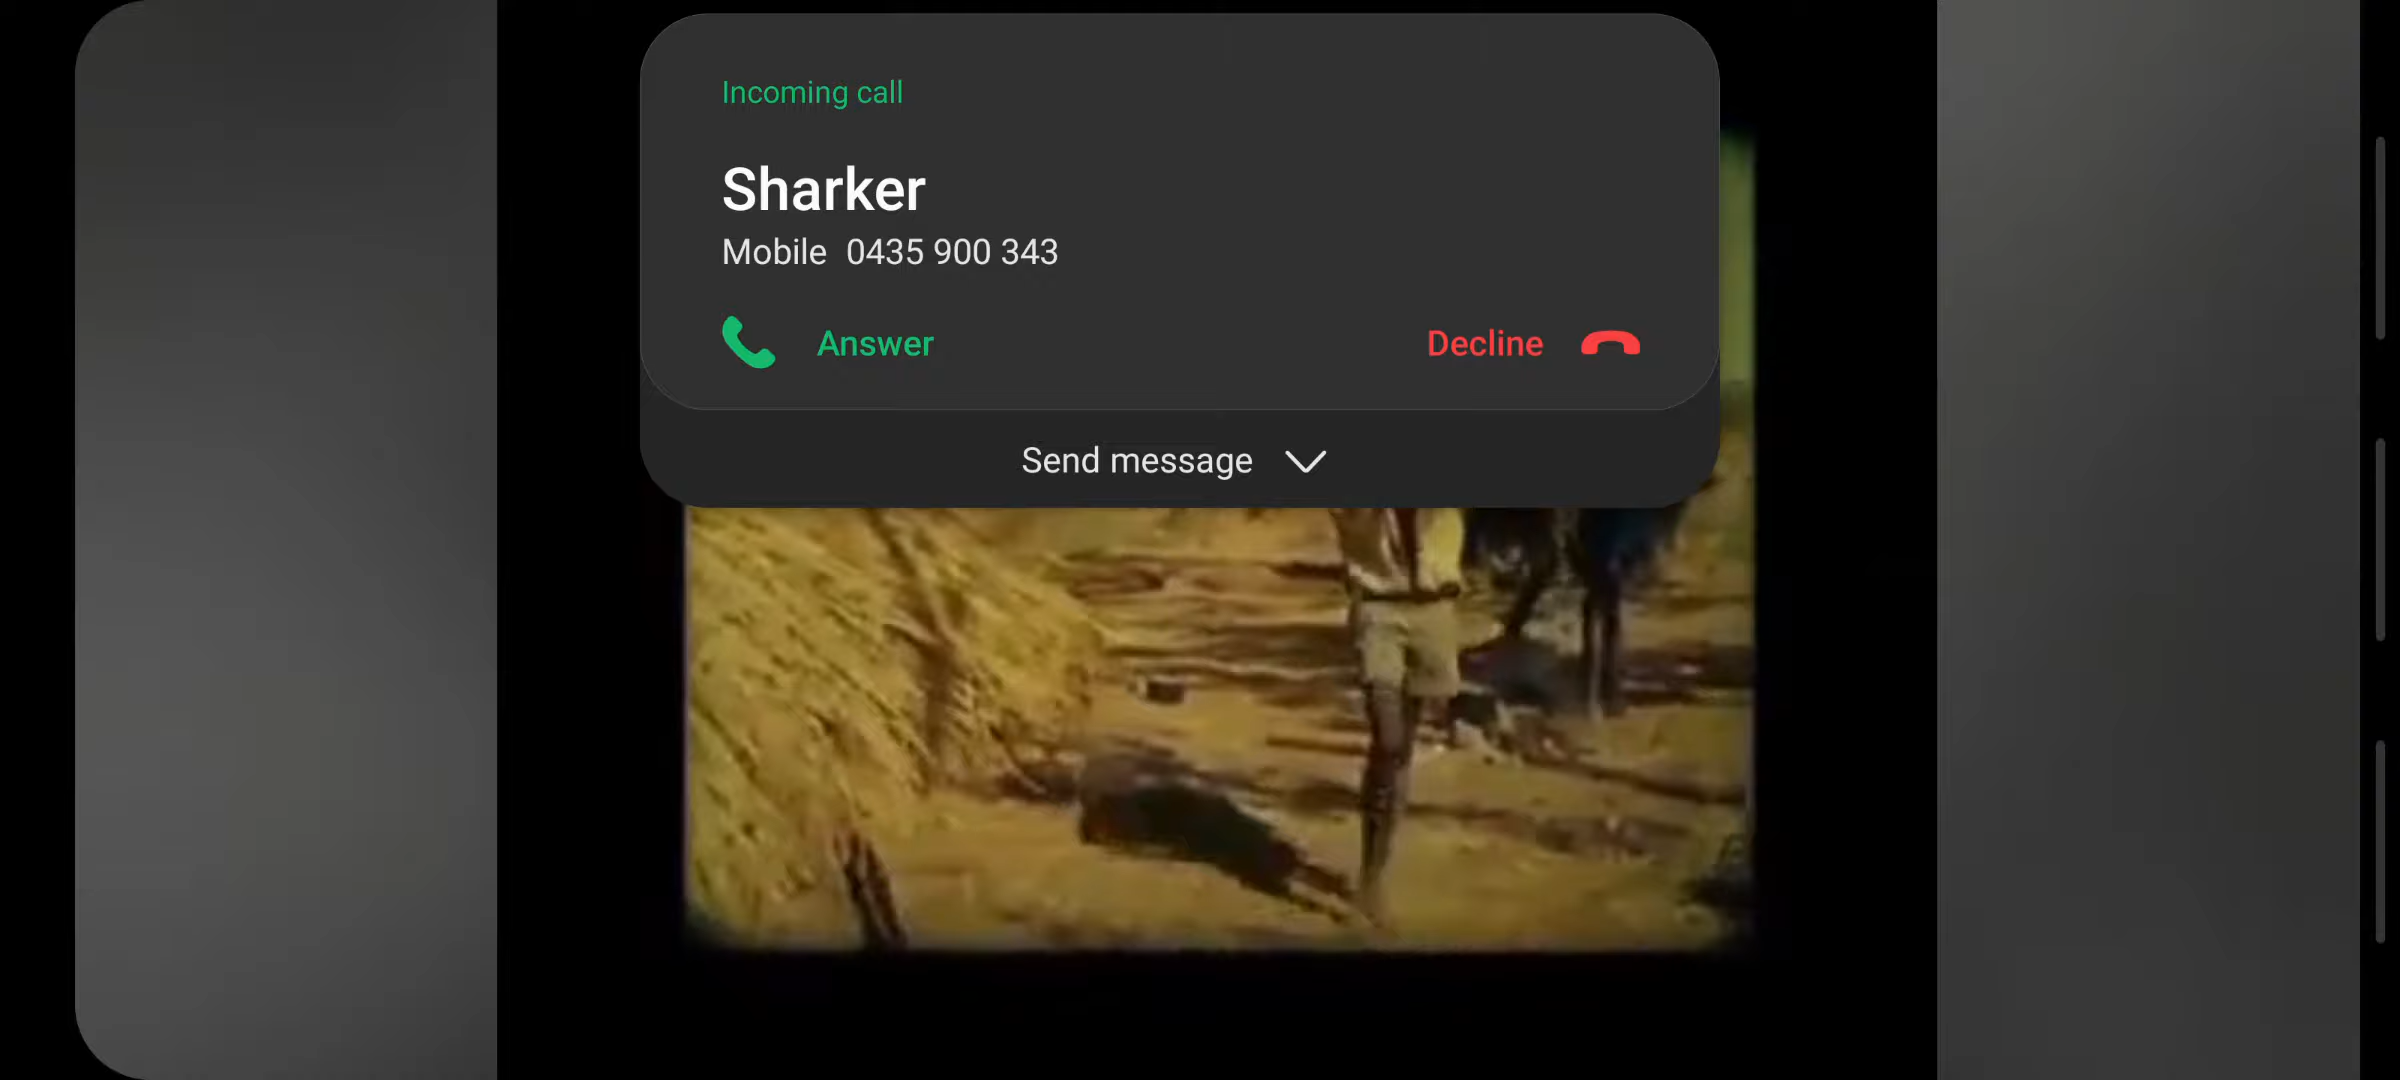 Incoming call
Sharker
Mobile 0435 900 343
Answer Decline
Send message